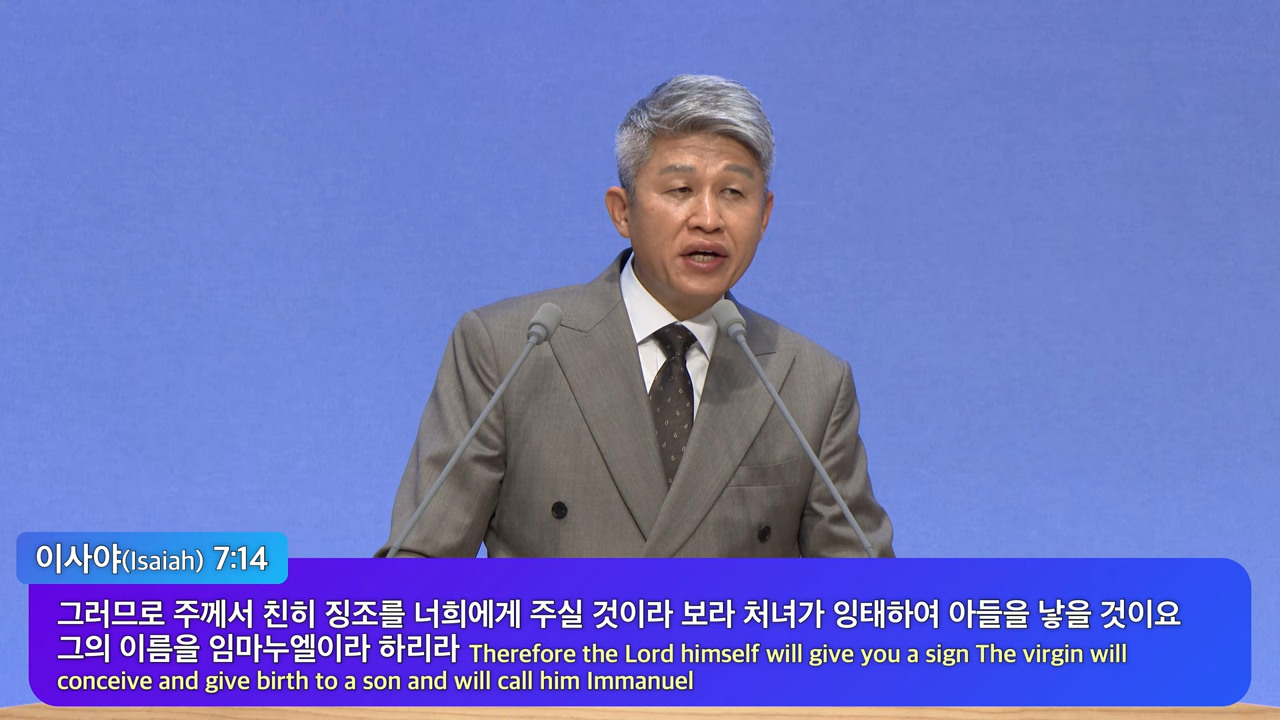 이사야(Isaiah) 7:14
그러므로 주께서 친히 징조를 너희에게 주실 것이라 보라 처녀가 잉태하여 아들을 낳을 것이요
그의 이름을 임마누엘이라 하리라 Therefore the Lord himself will give you a sign The virgin will
conceive and give birth to a son and will call him Immanuel